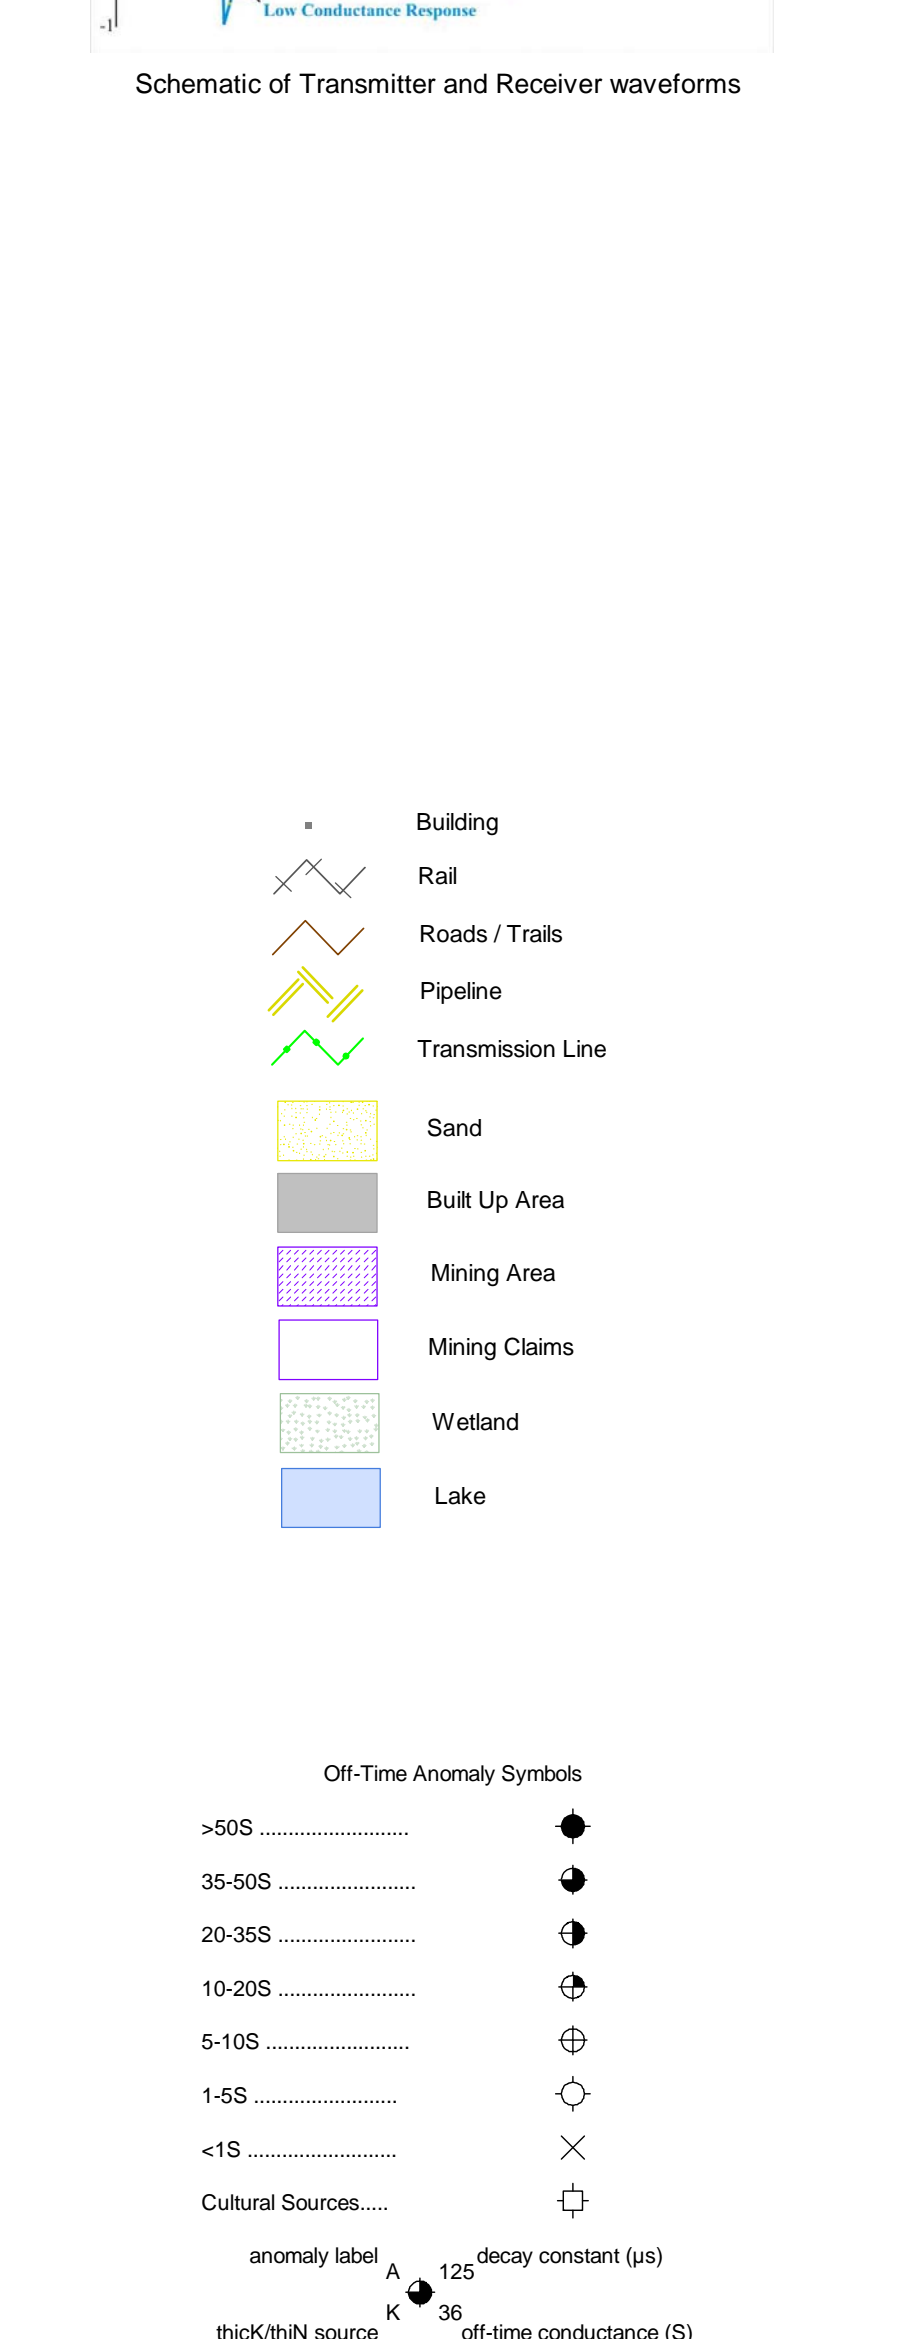 Low Conductance Response
-1
Schematic of Transmitter and Receiver waveforms
Building
Rail
Roads / Trails
Pipeline
Transmission Line
Sand
Built Up Area
Mining Area
Mining Claims
Wetland
Lake
Off-Time Anomaly Symbols
>50S ..........................
35-50S ........................
20-35S ........................
10-20S ........................
5-10S .........................
1-5S .........................
<1S ..........................
Cultural Sources.....
anomaly label A 125 decay constant (µs)
K 36
thicK/thiN source off-time conductance (S)